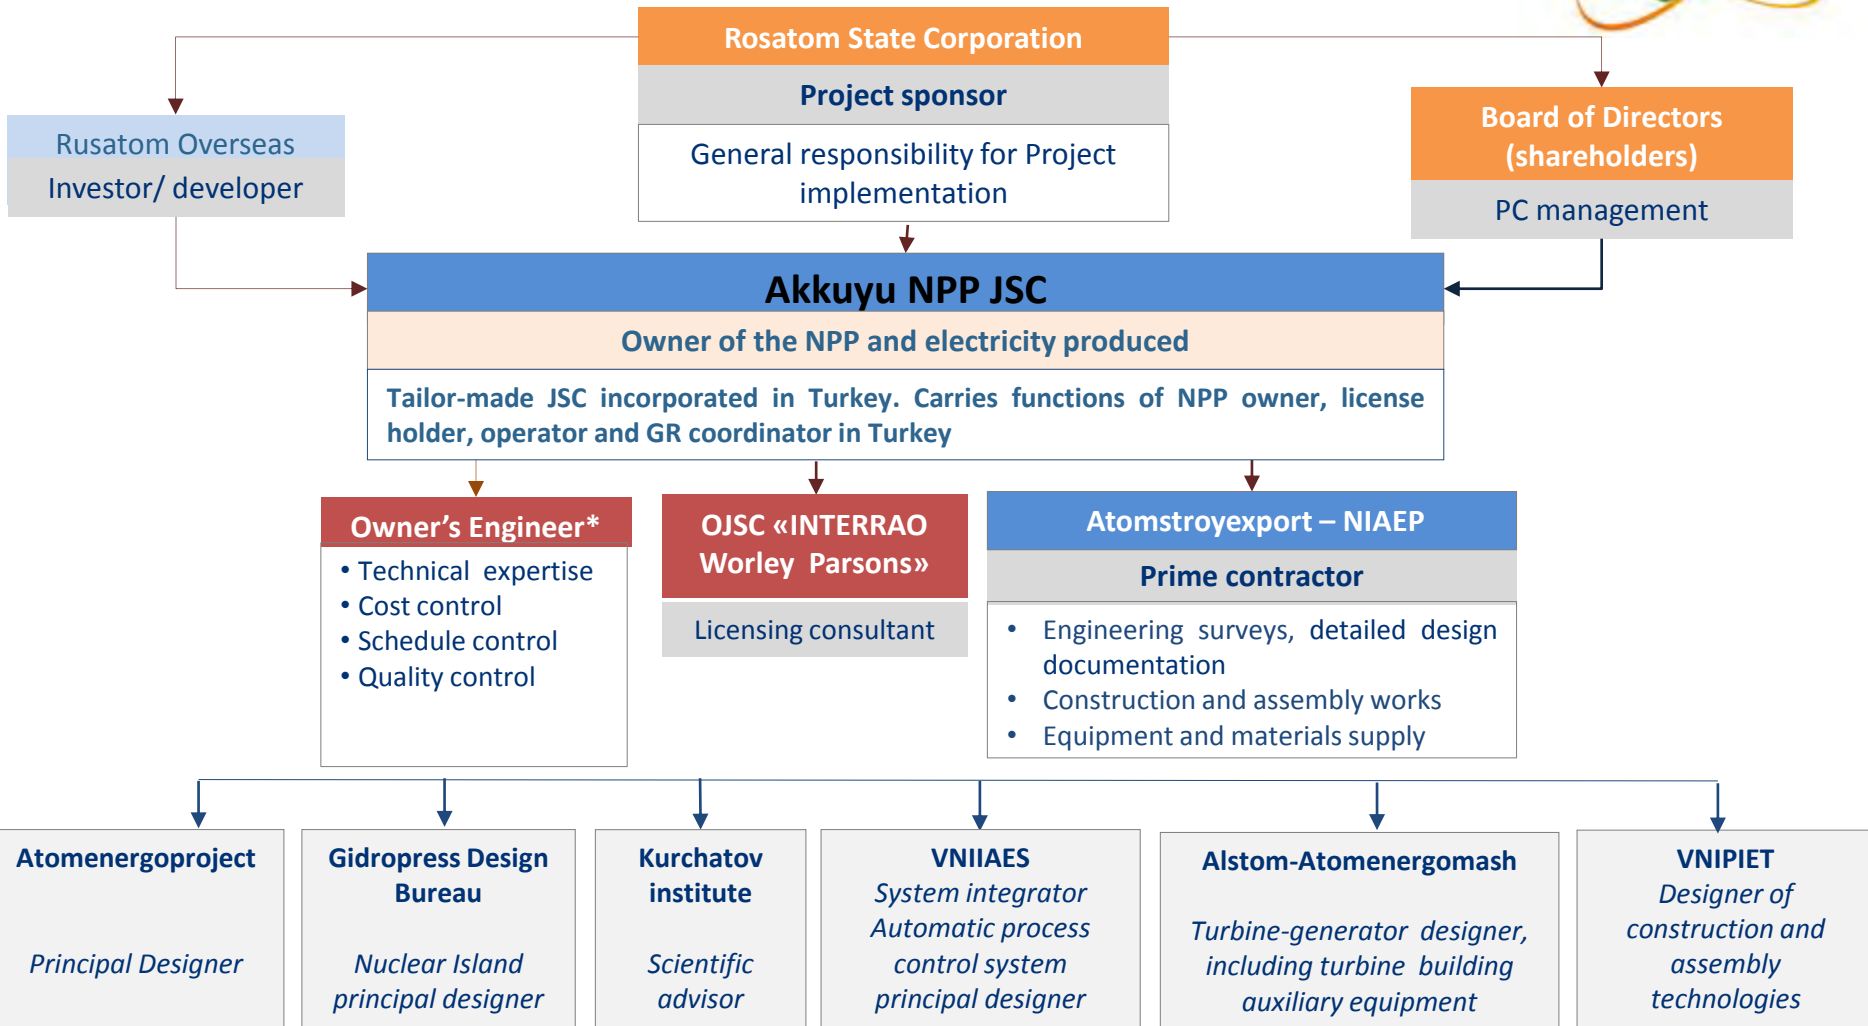 Rosatom State Corporation
Project sponsor
General responsibility for Project
implementation
Rusatom Overseas
Investor/ developer
Board of Directors
(shareholders)
PC management
Akkuyu NPP JSC
Owner of the NPP and electricity produced
Tailor-made JSC incorporated in Turkey. Carries functions of NPP owner, license
holder, operator and GR coordinator in Turkey
Owner’s Engineer*
• Technical expertise
• Cost control
• Schedule control
• Quality control
OJSC «INTERRAO
Worley Parsons»
Licensing consultant
Atomstroyexport – NIAEP
Prime contractor
• Engineering surveys, detailed design
documentation
• Construction and assembly works
• Equipment and materials supply
Atomenergoproject
Principal Designer
Gidropress Design
Bureau
Nuclear Island
principal designer
Kurchatov
institute
Scientific
advisor
VNIIAES
System integrator
Automatic process
control system
principal designer
Alstom-Atomenergomash
Turbine-generator designer,
including turbine building
auxiliary equipment
VNIPIET
Designer of
construction and
assembly
technologies